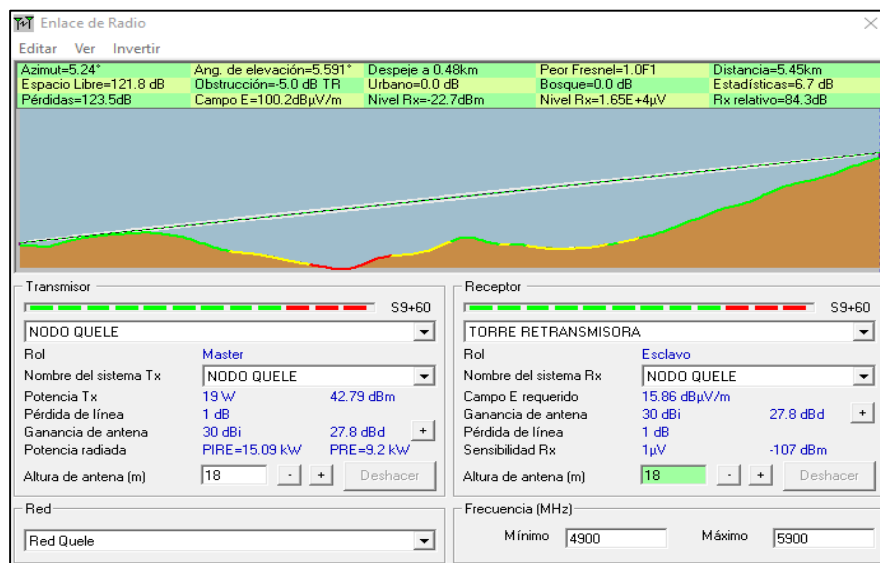 Enlace de Radio
Editar Ver Invertir
Azimut=5.24° Ang. de elevación=5.591° Despeje a 0.48km Peor Fresnel=1.0F1 Distancia=5.45km
Espacio Libre=121.8 dB Obstrucción=-5.0 dB TR Urbano=0.0 dB Bosque=0.0 dB Estadísticas=6.7 dB
Pérdidas=123.5dB Campo E=100.2dBµV/m Nivel Rx=-22.7dBm Nivel Rx=1.65E+4µV Rx relativo=84.3dB
Transmisor
S9+60
NODO QUELE
Rol Master
Nombre del sistema Tx NODO QUELE
Potencia Tx 19 W 42.79 dBm
Pérdida de línea 1 dB
Ganancia de antena 30 dBi 27.8 dBd +
Potencia radiada PIRE=15.09 kW PRE=9.2 kW
Altura de antena (m) 18 - + Deshacer
Red
Red Quele
Receptor
S9+60
TORRE RETRANSMISORA
Rol Esclavo
Nombre del sistema Rx NODO QUELE
Campo E requerido 15.86 dBµV/m
Ganancia de antena 30 dBi 27.8 dBd +
Pérdida de línea 1 dB
Sensibilidad Rx 1µV -107 dBm
Altura de antena (m) 18 - + Deshacer
Frecuencia (MHz)
Mínimo 4900 Máximo 5900